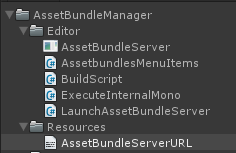 AssetBundleManager
Editor
AssetBundleServer
AssetbundlesMenuItems
BuildScript
ExecuteInternalMono
LaunchAssetBundleServer
Resources
AssetBundleServerURL